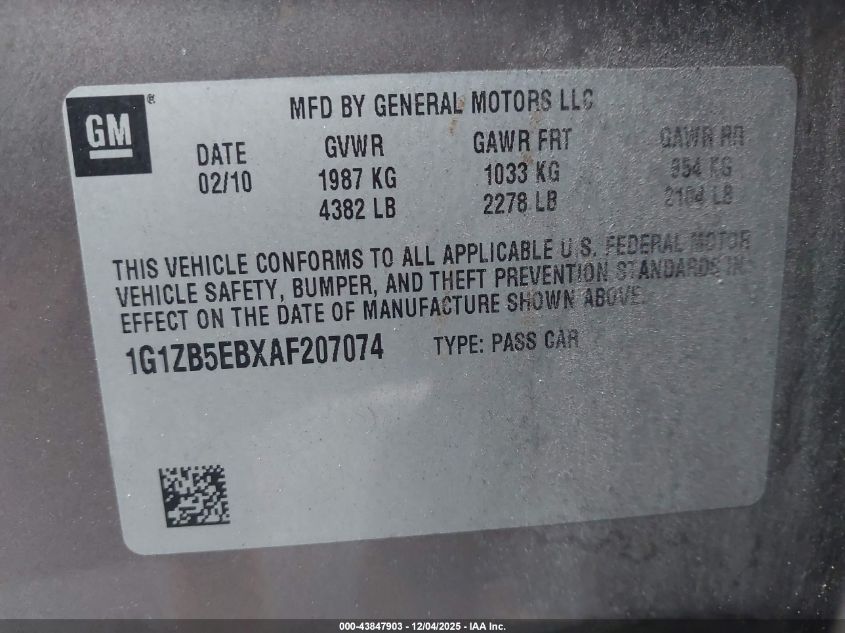 GM ®
MFD BY GENERAL MOTORS LLC
DATE GVWR GAWR FRT GAWR RR
02/10 1987 KG 1033 KG 954 KG
4382 LB 2278 LB 2104 LB
THIS VEHICLE CONFORMS TO ALL APPLICABLE U.S. FEDERAL MOTOR
VEHICLE SAFETY, BUMPER, AND THEFT PREVENTION STANDARDS IN
EFFECT ON THE DATE OF MANUFACTURE SHOWN ABOVE.
1G1ZB5EBXAF207074 TYPE: PASS CAR
000-43847903 - 12/04/2025 - IAA Inc.